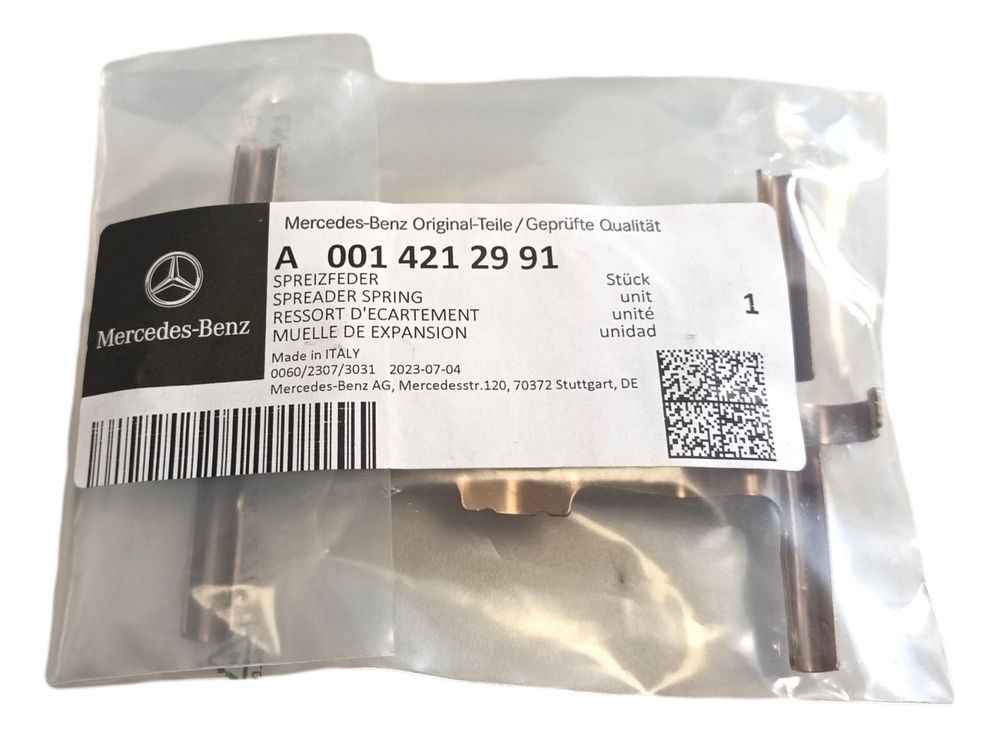 Mercedes-Benz Original-Teile / Geprüfte Qualität
Mercedes-Benz
A 001 421 29 91
SPREIZFEDER Stück
SPREADER SPRING unit
RESSORT D'ECARTEMENT unité
MUELLE DE EXPANSION unidad
1
Made in ITALY
0060/2307/3031 2023-07-04
Mercedes-Benz AG, Mercedesstr.120, 70372 Stuttgart, DE